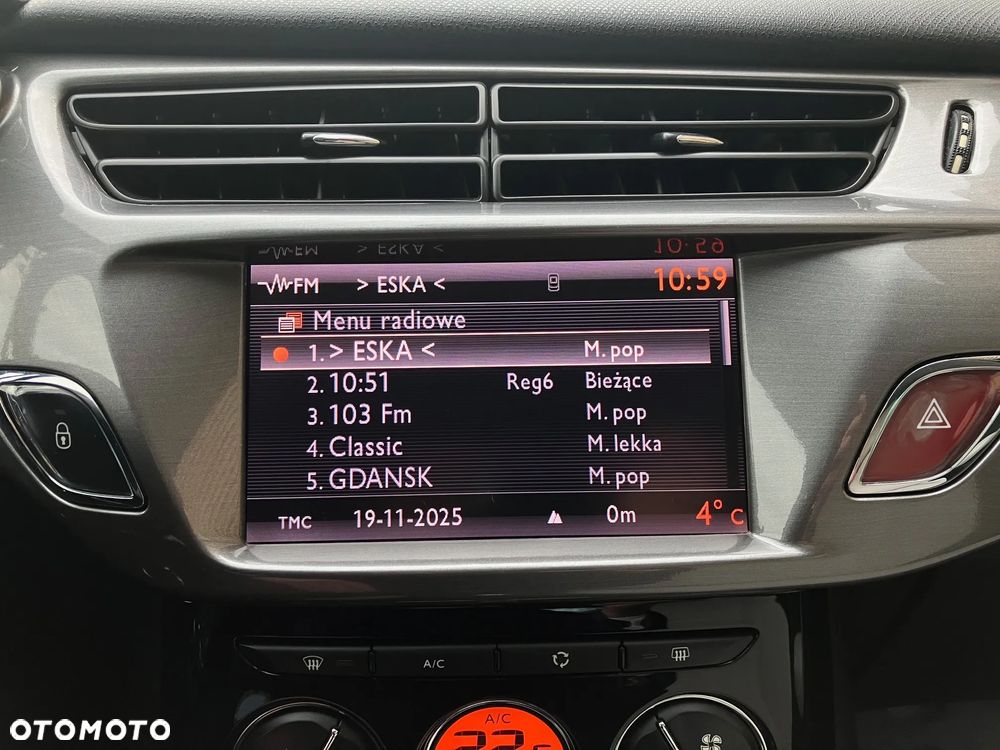 FM > ESKA < 10:59
Menu radiowe
1. > ESKA < M. pop
2. 10:51 Reg6 Bieżące
3. 103 Fm M. pop
4. Classic M. lekka
5. GDANSK M. pop
TMC 19-11-2025 0m 4° C
A/C
A/C
OTOMOTO